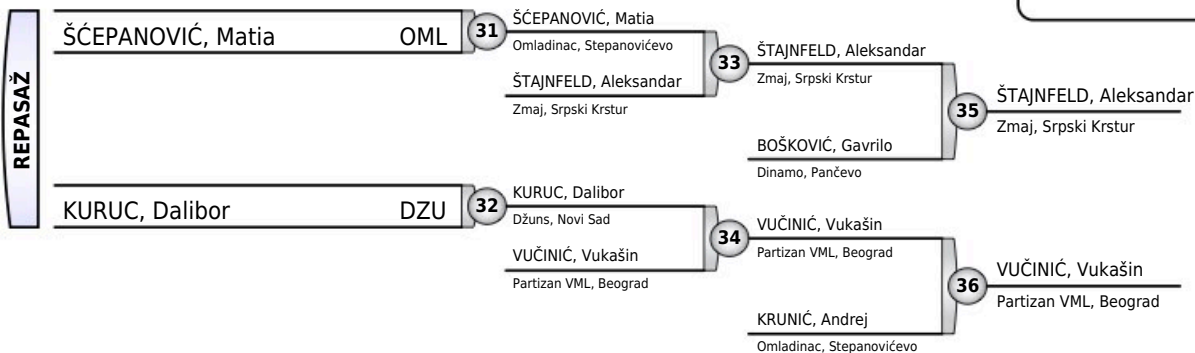 REPASAŽ
ŠĆEPANOVIĆ, Matia OML
31
ŠĆEPANOVIĆ, Matia
Omladinac, Stepanovićevo
ŠTAJNFELD, Aleksandar
Zmaj, Srpski Krstur
33
ŠTAJNFELD, Aleksandar
Zmaj, Srpski Krstur
BOŠKOVIĆ, Gavrilo
Dinamo, Pančevo
35
ŠTAJNFELD, Aleksandar
Zmaj, Srpski Krstur
KURUC, Dalibor DZU
32
KURUC, Dalibor
Džuns, Novi Sad
VUČINIĆ, Vukašin
Partizan VML, Beograd
34
VUČINIĆ, Vukašin
Partizan VML, Beograd
KRUNIĆ, Andrej
Omladinac, Stepanovićevo
36
VUČINIĆ, Vukašin
Partizan VML, Beograd